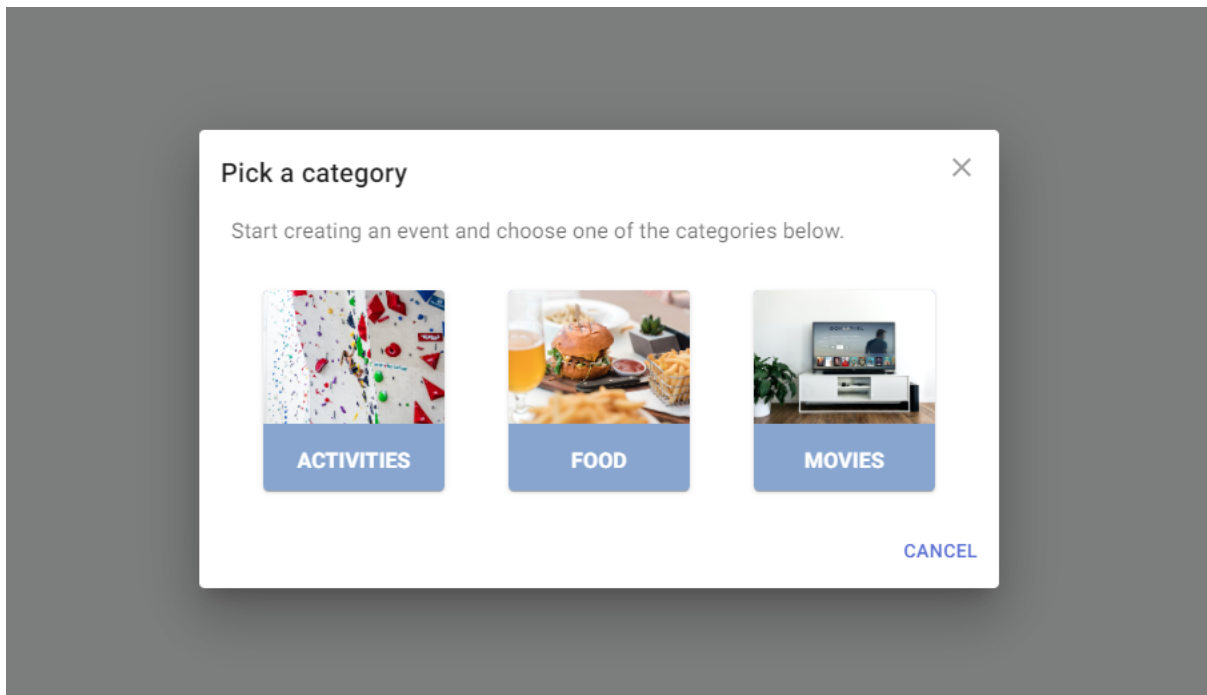 Pick a category
Start creating an event and choose one of the categories below.
ACTIVITIES
FOOD
MOVIES
CANCEL